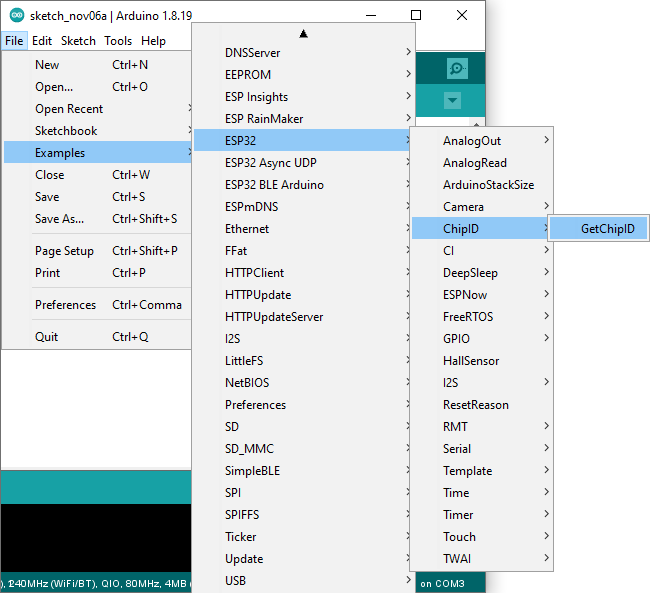 sketch_nov06a | Arduino 1.8.19
File Edit Sketch Tools Help
New Ctrl+N
Open... Ctrl+O
Open Recent
Sketchbook
Examples
Close Ctrl+W
Save Ctrl+S
Save As... Ctrl+Shift+S
Page Setup Ctrl+Shift+P
Print Ctrl+P
Preferences Ctrl+Comma
Quit Ctrl+Q
DNSServer
EEPROM
ESP Insights
ESP RainMaker
ESP32
ESP32 Async UDP
ESP32 BLE Arduino
ESPmDNS
Ethernet
FFat
HTTPClient
HTTPUpdate
HTTPUpdateServer
I2S
LittleFS
NetBIOS
Preferences
SD
SD_MMC
SimpleBLE
SPI
SPIFFS
Ticker
Update
USB
AnalogOut
AnalogRead
ArduinoStackSize
Camera
ChipID
CI
DeepSleep
ESPNow
FreeRTOS
GPIO
HallSensor
I2S
ResetReason
RMT
Serial
Template
Time
Timer
Touch
TWAI
GetChipID
), 240MHz (WiFi/BT), QIO, 80MHz, 4MB
on COM3